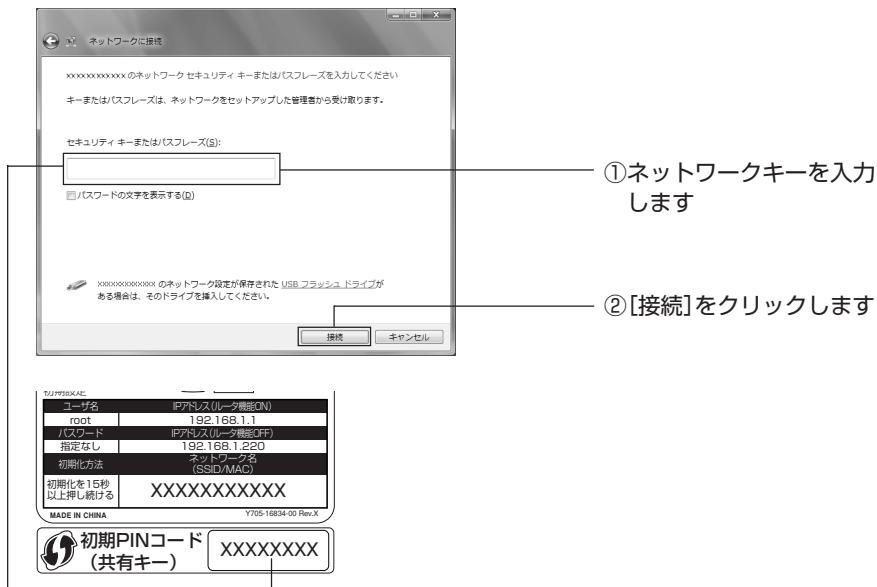 ネットワークに接続
xxxxxxxxxxxx のネットワーク セキュリティ キーまたはパスフレーズを入力してください
キーまたはパスフレーズは、ネットワークをセットアップした管理者から受け取ります。
セキュリティ キーまたはパスフレーズ(S):
パスワードの文字を表示する(D)
xxxxxxxxxxxx のネットワーク設定が保存された USB フラッシュ ドライブが
ある場合は、そのドライブを挿入してください。
接続 キャンセル
①ネットワークキーを入力
します
②[接続]をクリックします
初期設定
ユーザ名 IPアドレス(ルータ機能ON)
root 192.168.1.1
パスワード IPアドレス(ルータ機能OFF)
指定なし 192.168.1.220
初期化方法 ネットワーク名
(SSID/MAC)
初期化を15秒
以上押し続ける XXXXXXXXXXX
MADE IN CHINA Y705-16834-00 Rev.X
初期PINコード
(共有キー) XXXXXXXX